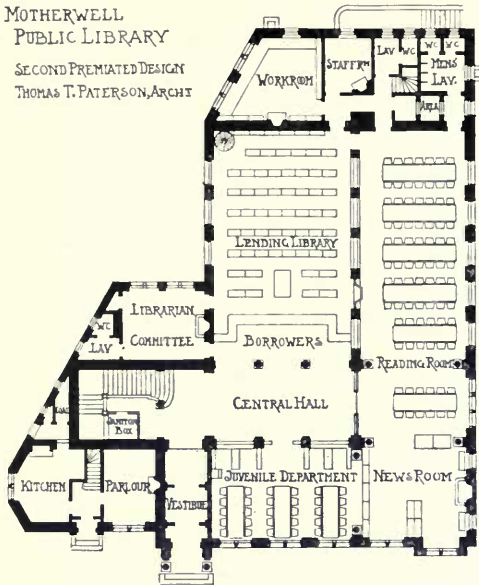 MOTHERWELL
PUBLIC LIBRARY
SECOND PREMIATED DESIGN
THOMAS T. PATERSON, ARCHT
WORKROOM
STAFF RM
LAV
WC
WC
WC
MENS
LAV.
AREA
LENDING LIBRARY
LIBRARIAN
COMMITTEE
WC
LAV
BORROWERS
READING ROOM
CENTRAL HALL
COALS
JANITOR
BOX
KITCHEN
PARLOUR
VESTIBULE
JUVENILE DEPARTMENT
NEWS ROOM